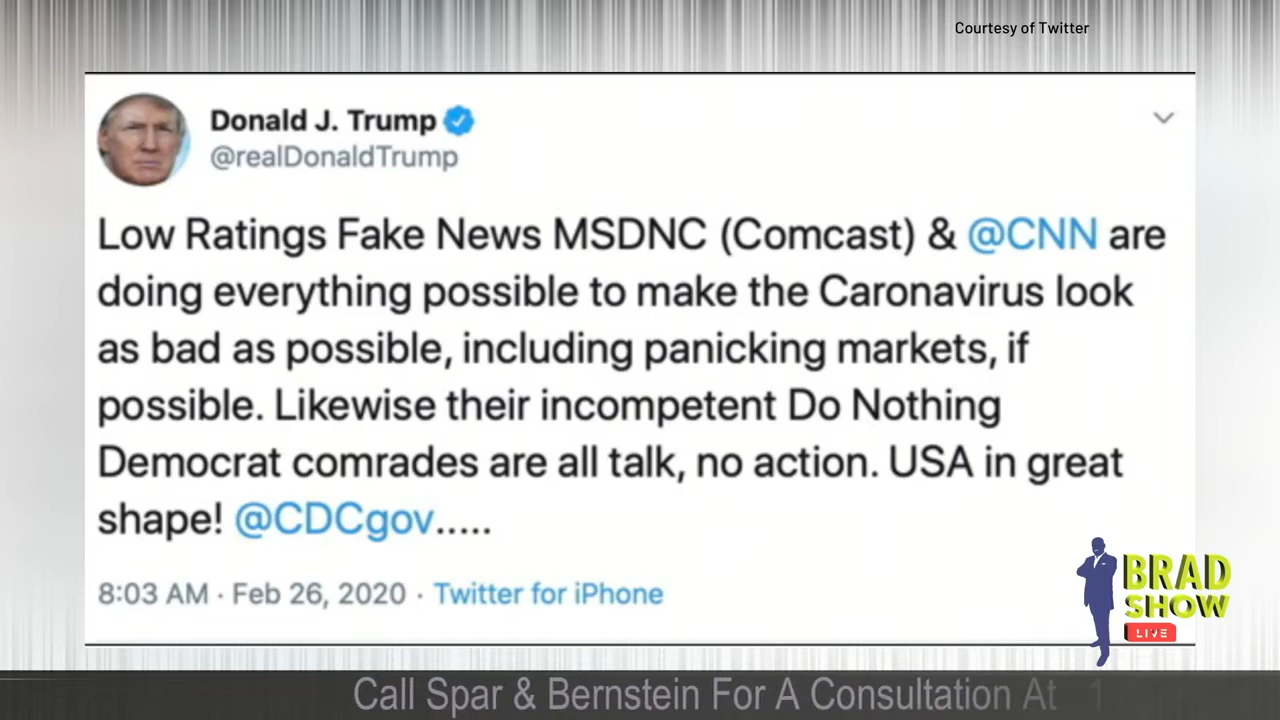 Courtesy of Twitter
Donald J. Trump
@realDonaldTrump
Low Ratings Fake News MSDNC (Comcast) & @CNN are
doing everything possible to make the Caronavirus look
as bad as possible, including panicking markets, if
possible. Likewise their incompetent Do Nothing
Democrat comrades are all talk, no action. USA in great
shape! @CDCgov.....
8:03 AM · Feb 26, 2020 · Twitter for iPhone
BRAD
SHOW
LIVE
Call Spar & Bernstein For A Consultation At 1